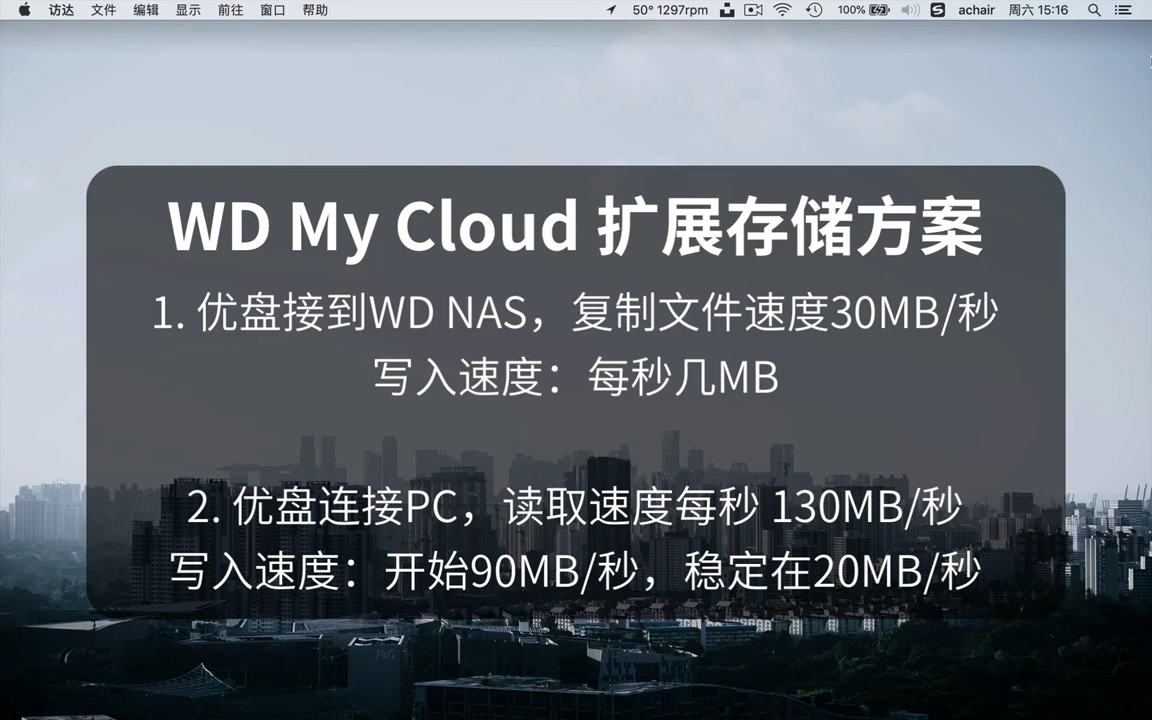 访达 文件 编辑 显示 前往 窗口 帮助 50° 1297rpm 100% achair 周六 15:16
WD My Cloud 扩展存储方案
1. 优盘接到WD NAS，复制文件速度30MB/秒
写入速度：每秒几MB
2. 优盘连接PC，读取速度每秒 130MB/秒
写入速度：开始90MB/秒，稳定在20MB/秒